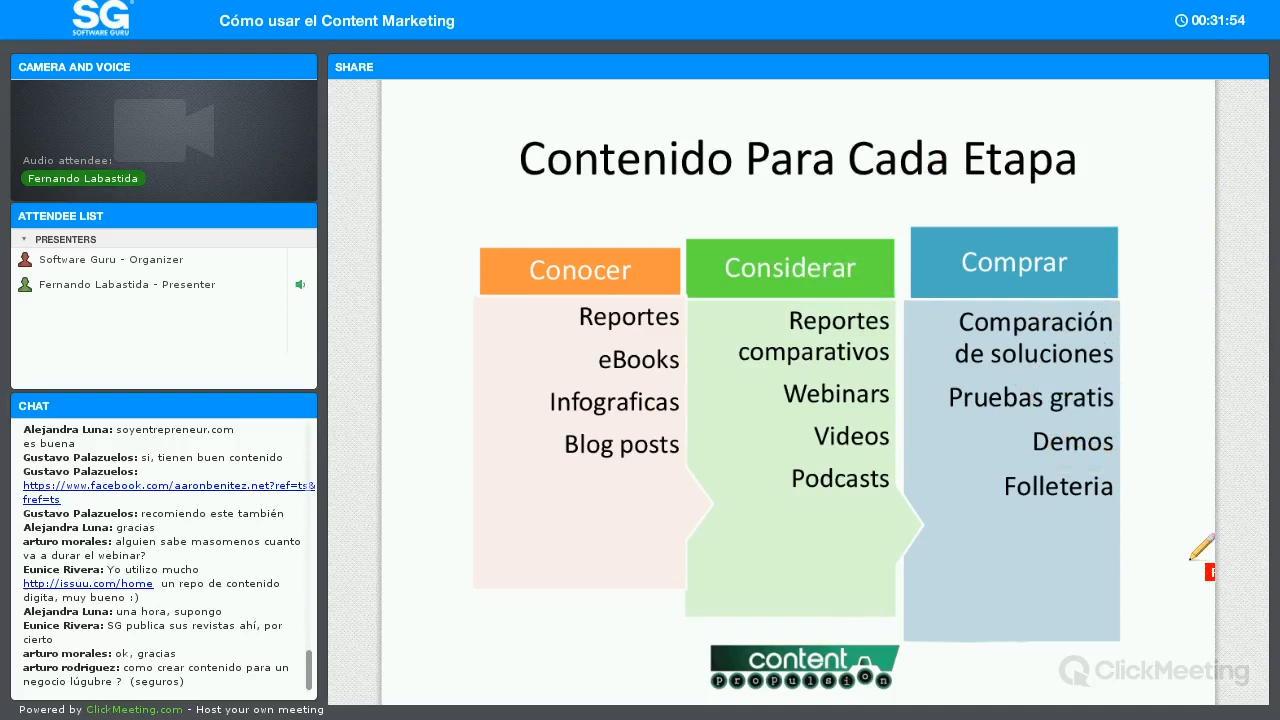 SG
SOFTWARE GURU
Cómo usar el Content Marketing
00:31:54
CAMERA AND VOICE
Audio attendee:
Fernando Labastida
ATTENDEE LIST
PRESENTERS
Software Guru - Organizer
Fernando Labastida - Presenter
CHAT
Alejandra Luna: soyentrepreneur.com
es buena
Gustavo Palazuelos: si, tienen buen contenido
Gustavo Palazuelos:
https://www.facebook.com/aaronbenitez.net?ref=ts&
fref=ts
Gustavo Palazuelos: recomiendo este también
Alejandra Luna: gracias
arturo morales: alguien sabe masomenos cuanto
va a durar el webinar?
Eunice Rivera: Yo utilizo mucho
http://issuu.com/home un repo de contenido
digita, muy bueno :)
Alejandra Luna: una hora, supongo
Eunice Rivera: SG publica sus revistas ahí, por
cierto
arturo morales: ok, gracias
arturo rodriguez: como crear contenido para un
negocio lúgubre ? (seguros)
Powered by ClickMeeting.com - Host your own meeting
SHARE
Contenido Para Cada Etapa
Conocer
Reportes
eBooks
Infograficas
Blog posts
Considerar
Reportes
comparativos
Webinars
Videos
Podcasts
Comprar
Comparación
de soluciones
Pruebas gratis
Demos
Folleteria
content
propulsion
ClickMeeting